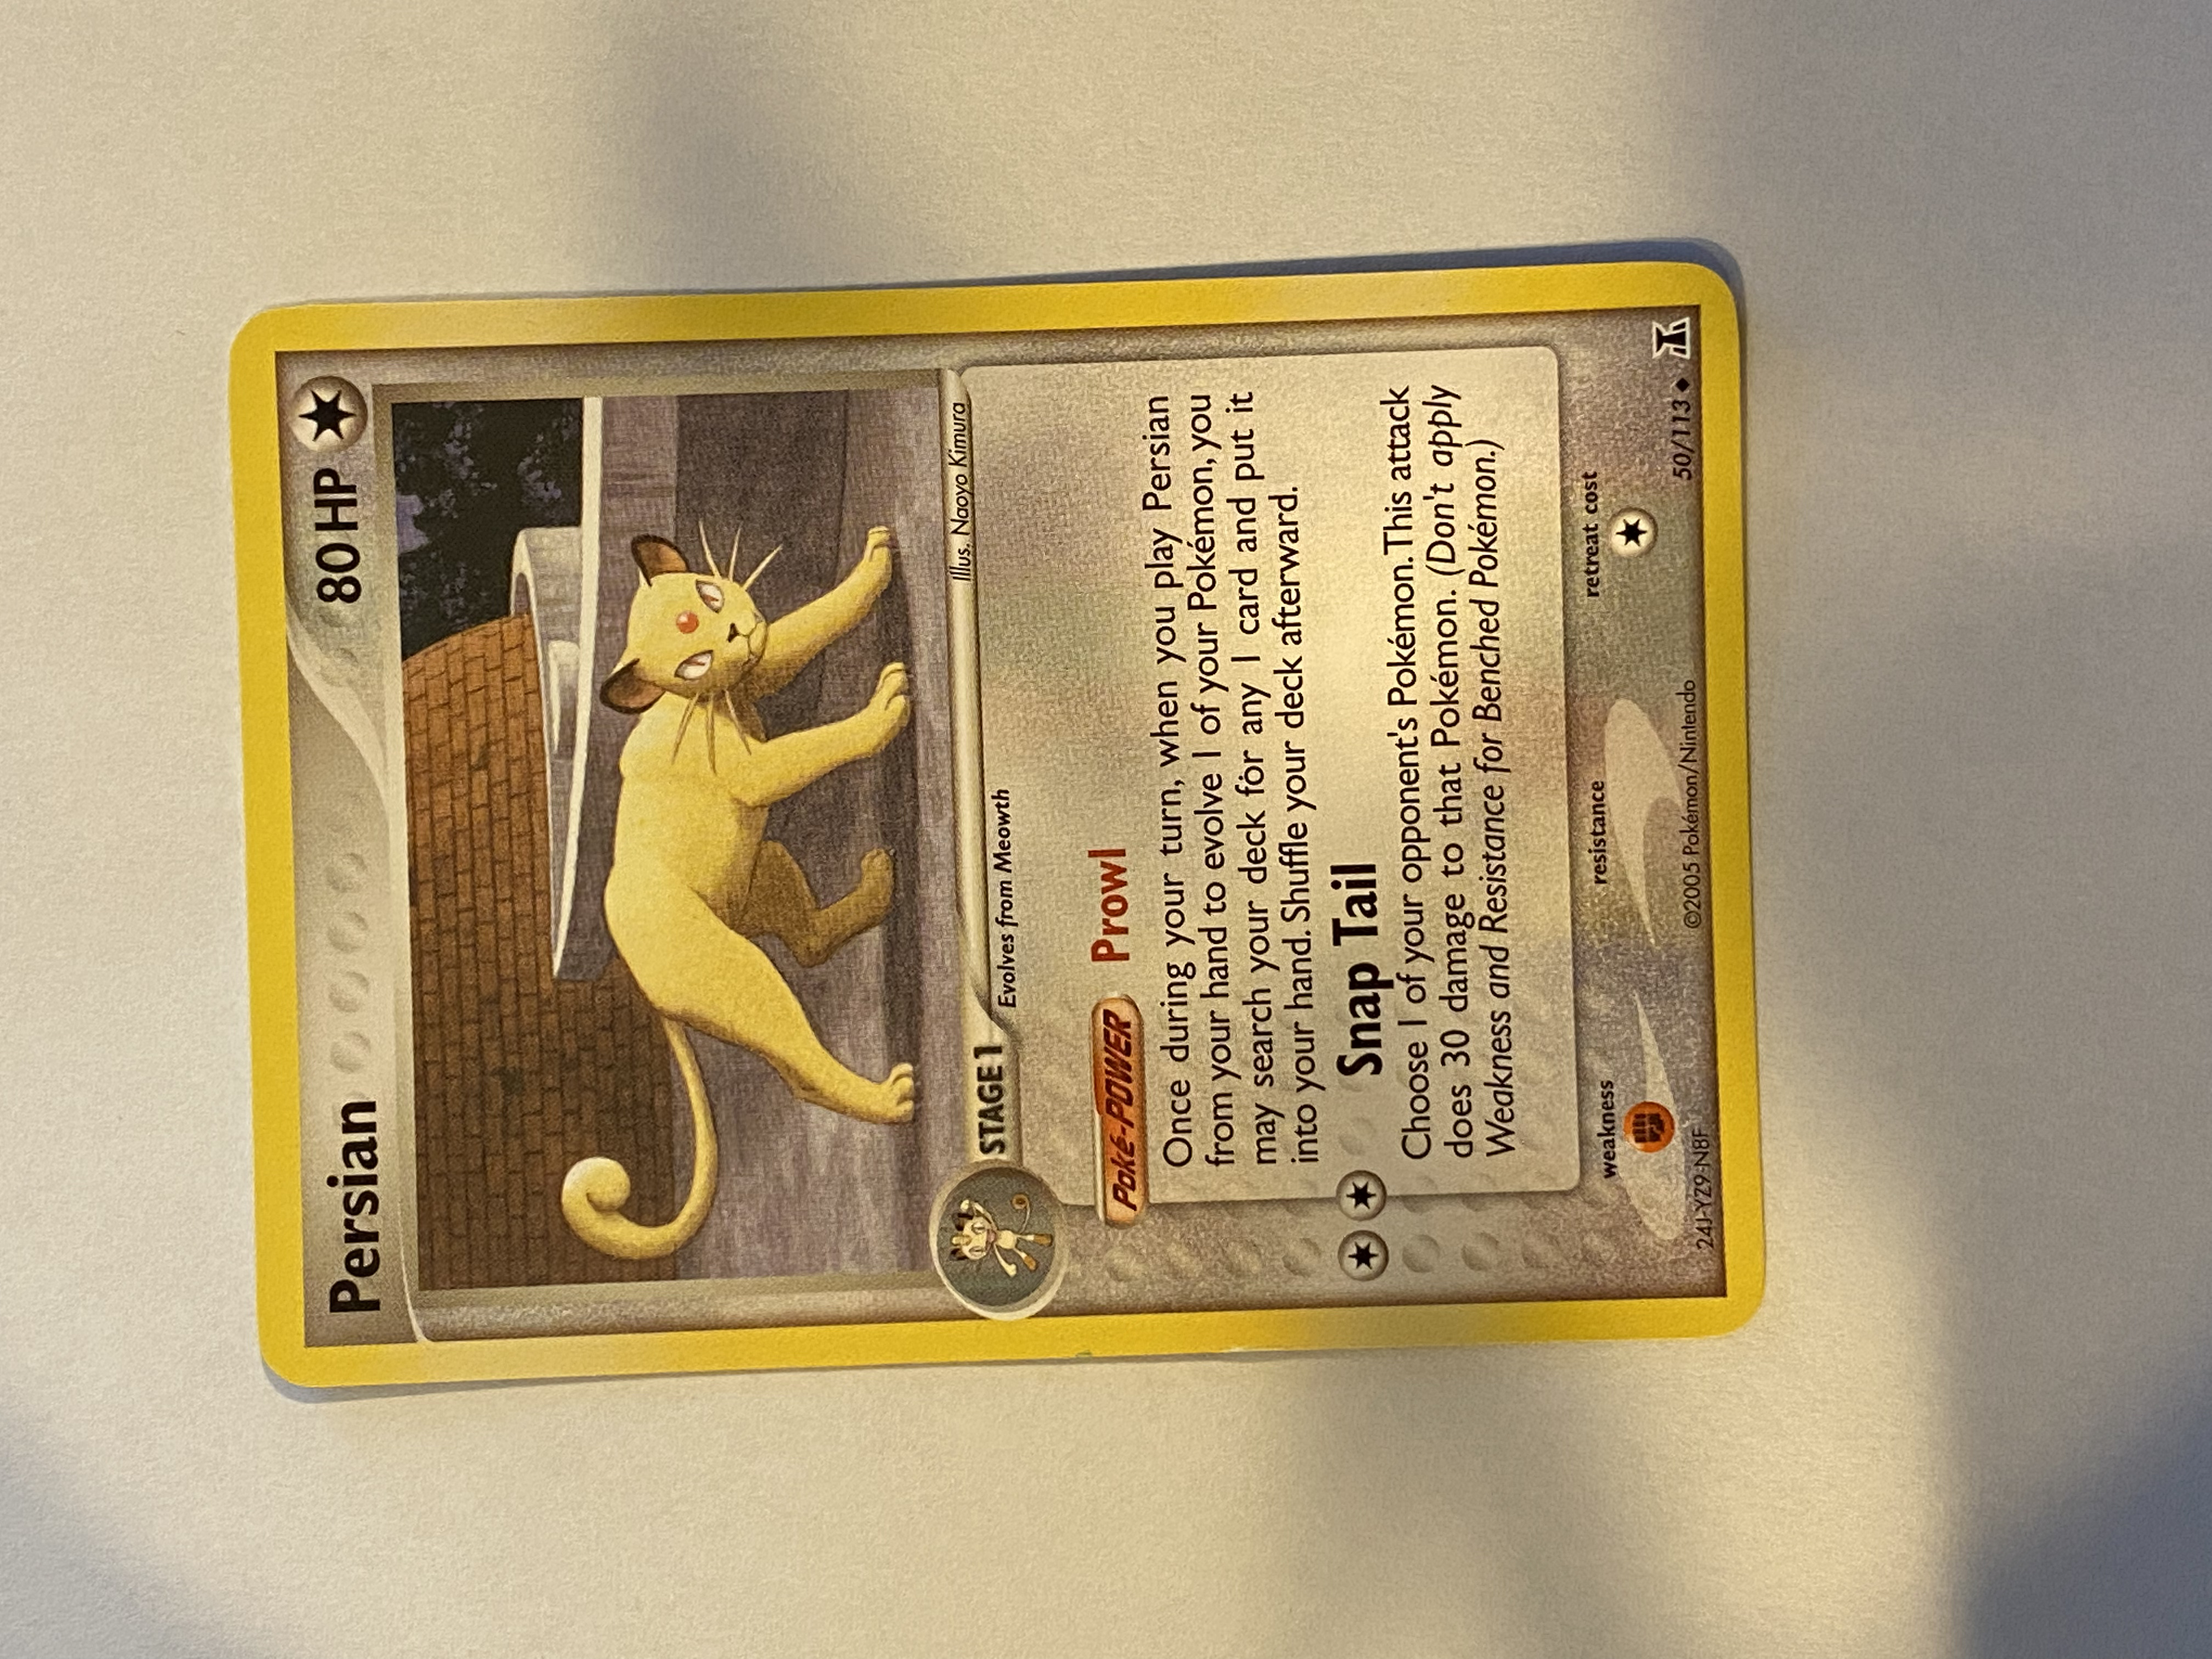 Persian 80 HP
Illus. Naoyo Kimura
STAGE 1
Evolves from Meowth
Poké-POWER Prowl
Once during your turn, when you play Persian
from your hand to evolve 1 of your Pokémon, you
may search your deck for any 1 card and put it
into your hand. Shuffle your deck afterward.
Snap Tail
Choose 1 of your opponent's Pokémon. This attack
does 30 damage to that Pokémon. (Don't apply
Weakness and Resistance for Benched Pokémon.)
weakness resistance retreat cost
24J-YZ9-N8F ©2005 Pokémon/Nintendo 50/113